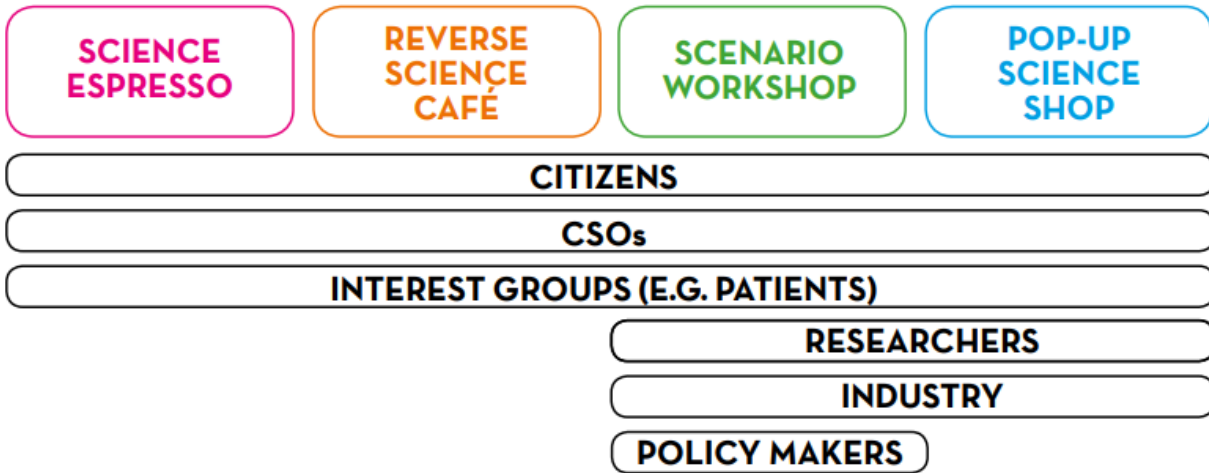 SCIENCE
ESPRESSO
REVERSE
SCIENCE
CAFÉ
SCENARIO
WORKSHOP
POP-UP
SCIENCE
SHOP
CITIZENS
CSOs
INTEREST GROUPS (E.G. PATIENTS)
RESEARCHERS
INDUSTRY
POLICY MAKERS